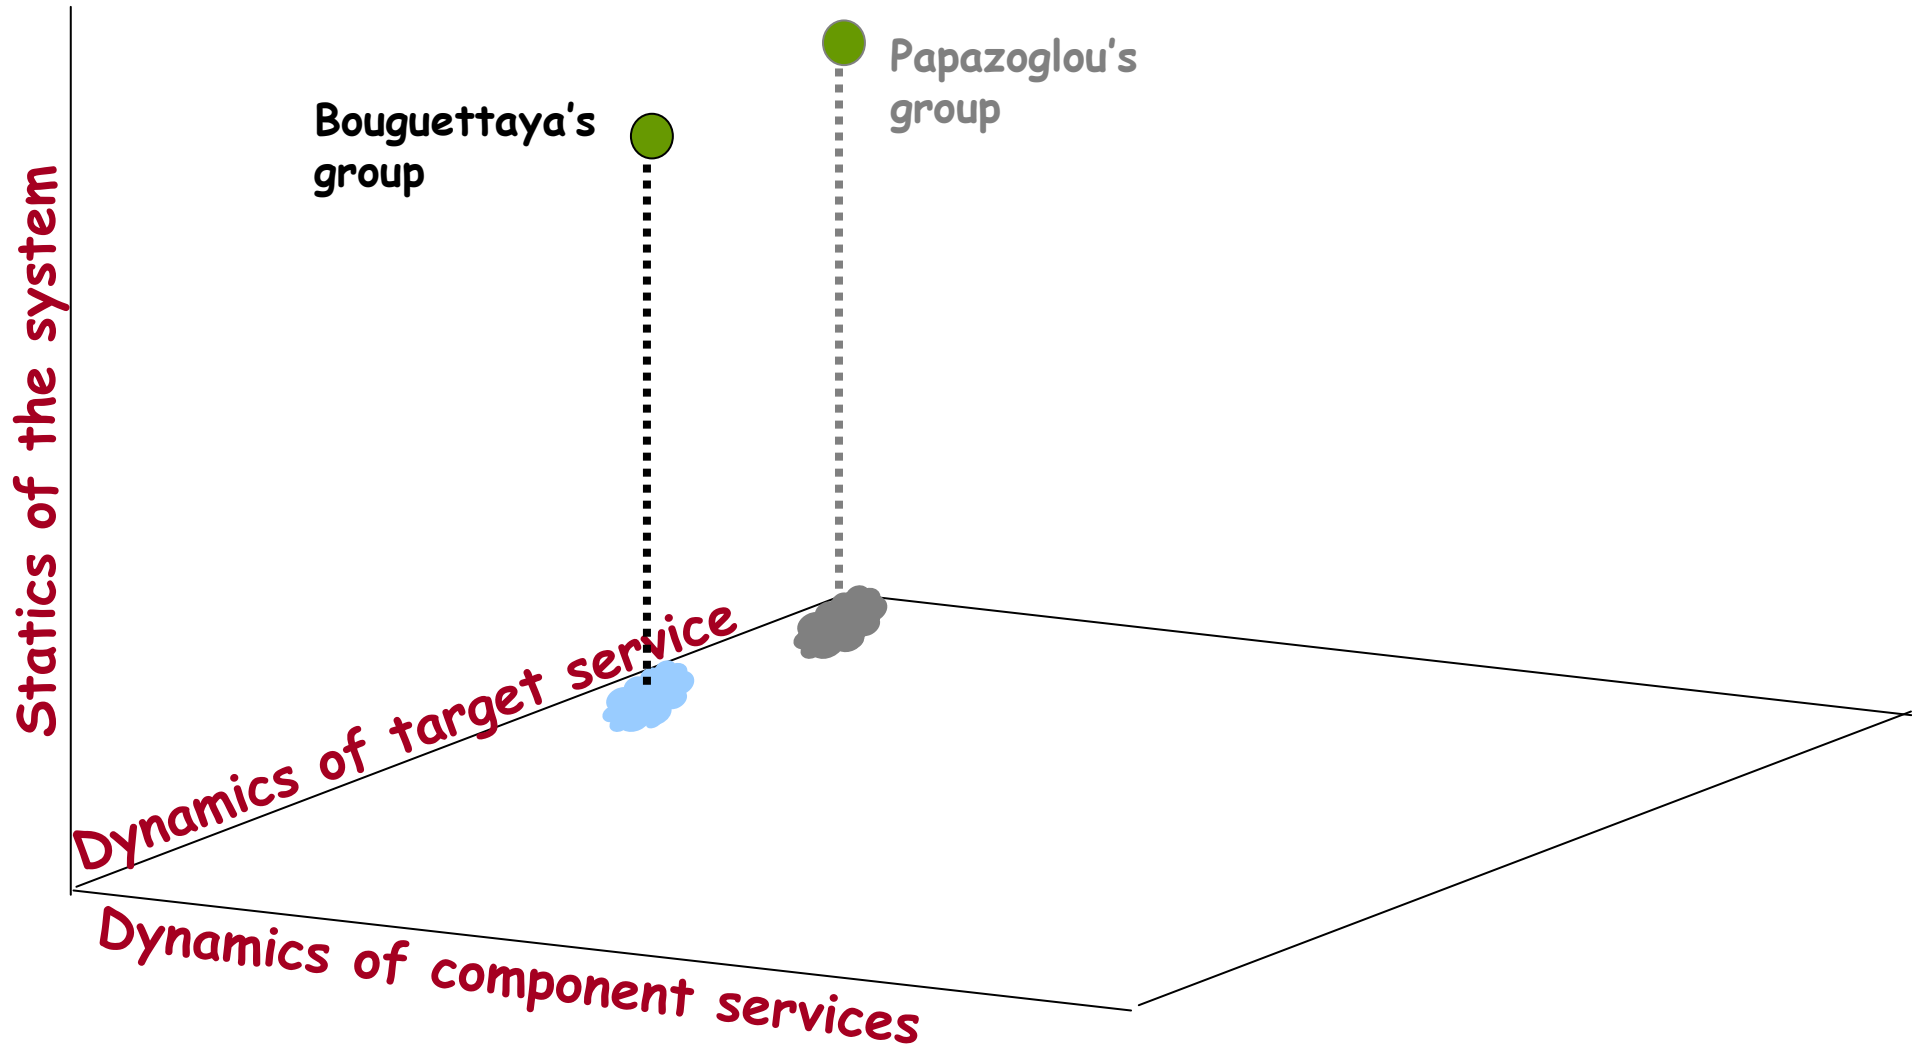 Papazoglou's
group
Bouguettaya's
group
Statics of the system
Dynamics of target service
Dynamics of component services